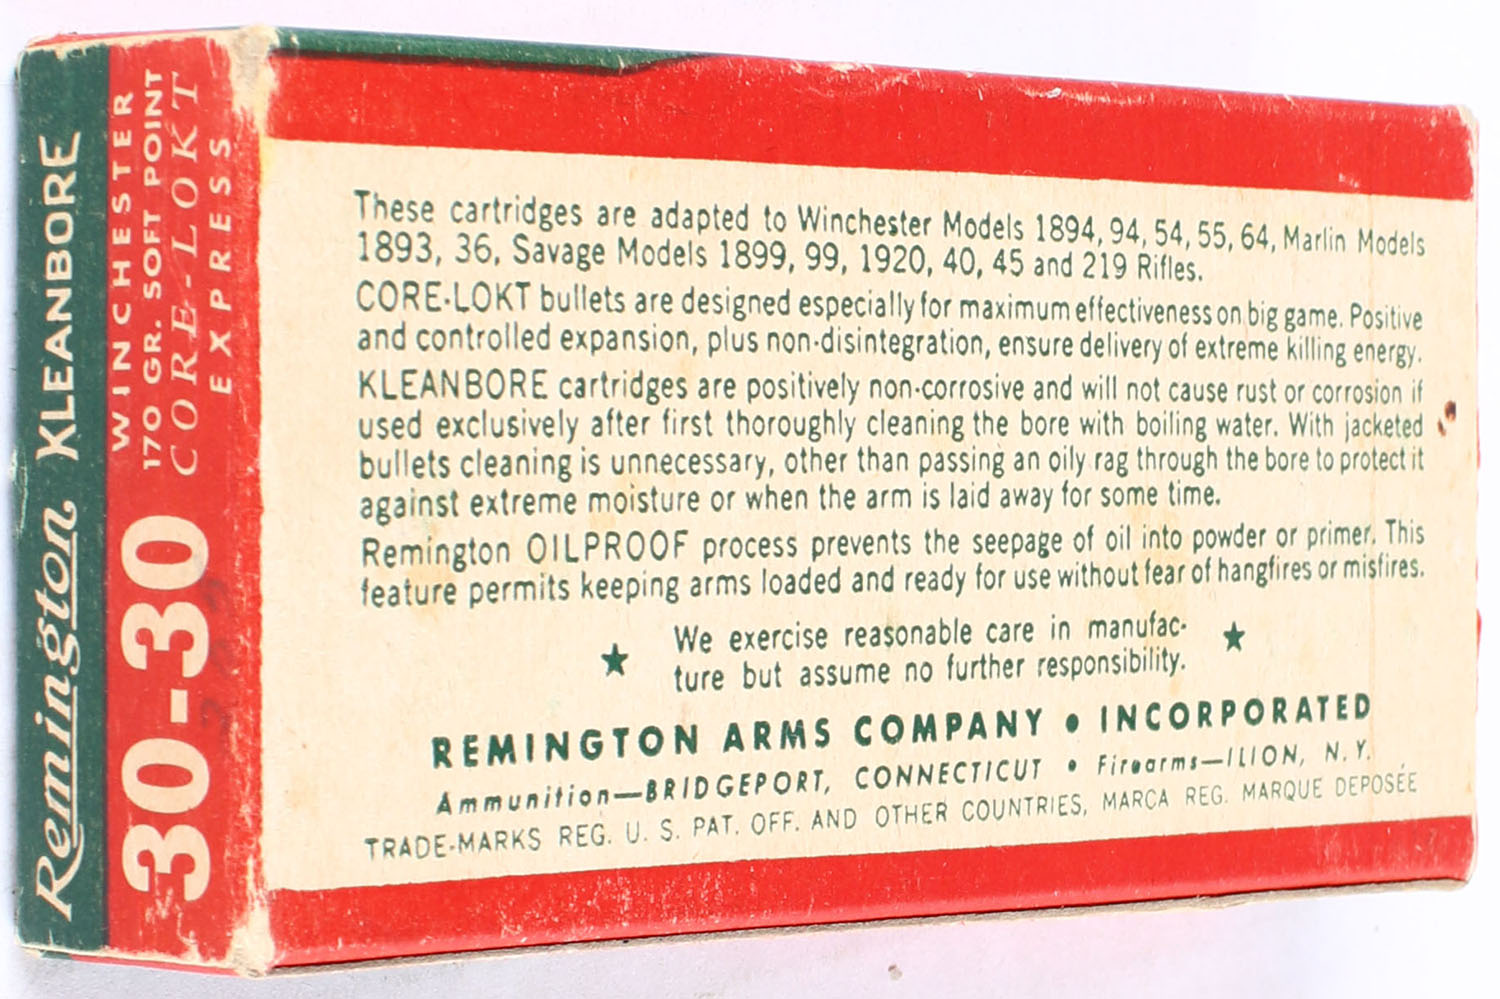 Remington KLEANBORE
30-30
WINCHESTER
170 GR. SOFT POINT
CORE-LOKT
EXPRESS
These cartridges are adapted to Winchester Models 1894, 94, 54, 55, 64, Marlin Models
1893, 36, Savage Models 1899, 99, 1920, 40, 45 and 219 Rifles.
CORE-LOKT bullets are designed especially for maximum effectiveness on big game. Positive
and controlled expansion, plus non-disintegration, ensure delivery of extreme killing energy.
KLEANBORE cartridges are positively non-corrosive and will not cause rust or corrosion if
used exclusively after first thoroughly cleaning the bore with boiling water. With jacketed
bullets cleaning is unnecessary, other than passing an oily rag through the bore to protect it
against extreme moisture or when the arm is laid away for some time.
Remington OILPROOF process prevents the seepage of oil into powder or primer. This
feature permits keeping arms loaded and ready for use without fear of hangfires or misfires.
★ We exercise reasonable care in manufac- ★
ture but assume no further responsibility.
REMINGTON ARMS COMPANY • INCORPORATED
Ammunition—BRIDGEPORT, CONNECTICUT • Firearms—ILION, N.Y.
TRADE-MARKS REG. U. S. PAT. OFF. AND OTHER COUNTRIES, MARCA REG. MARQUE DEPOSÉE